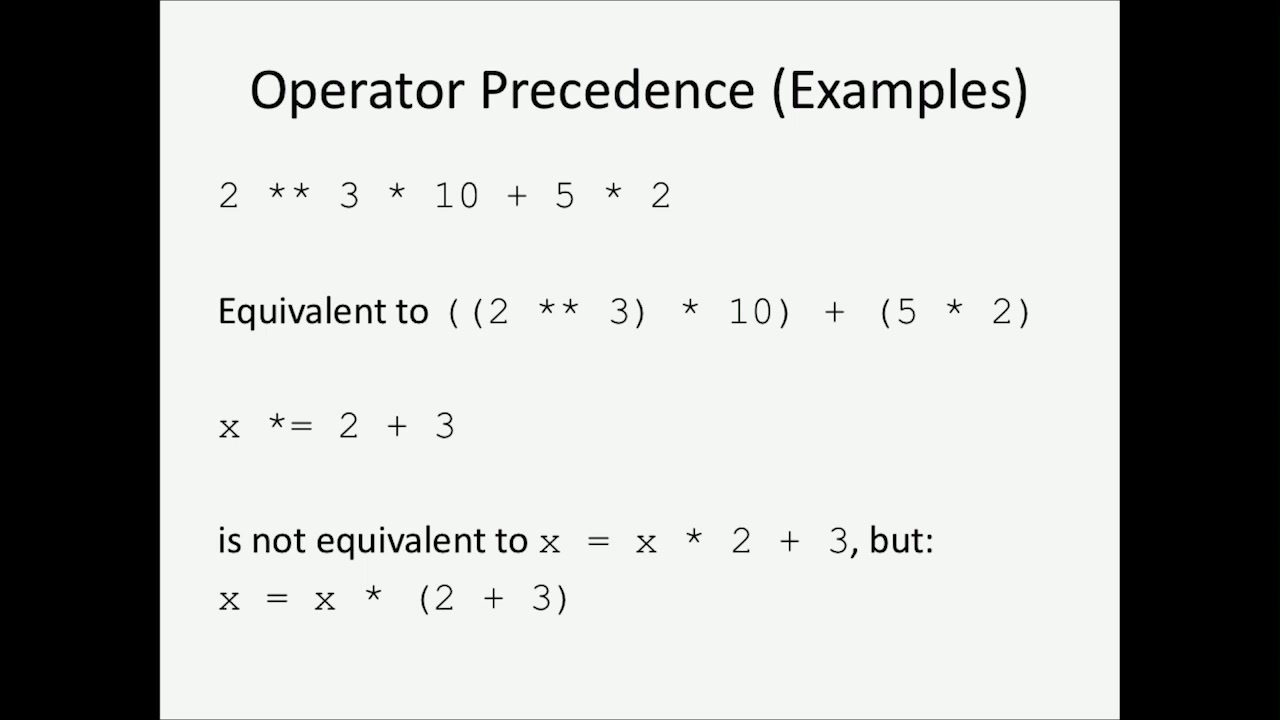 Operator Precedence (Examples)
2 ** 3 * 10 + 5 * 2
Equivalent to ((2 ** 3) * 10) + (5 * 2)
x *= 2 + 3
is not equivalent to x = x * 2 + 3, but:
x = x * (2 + 3)